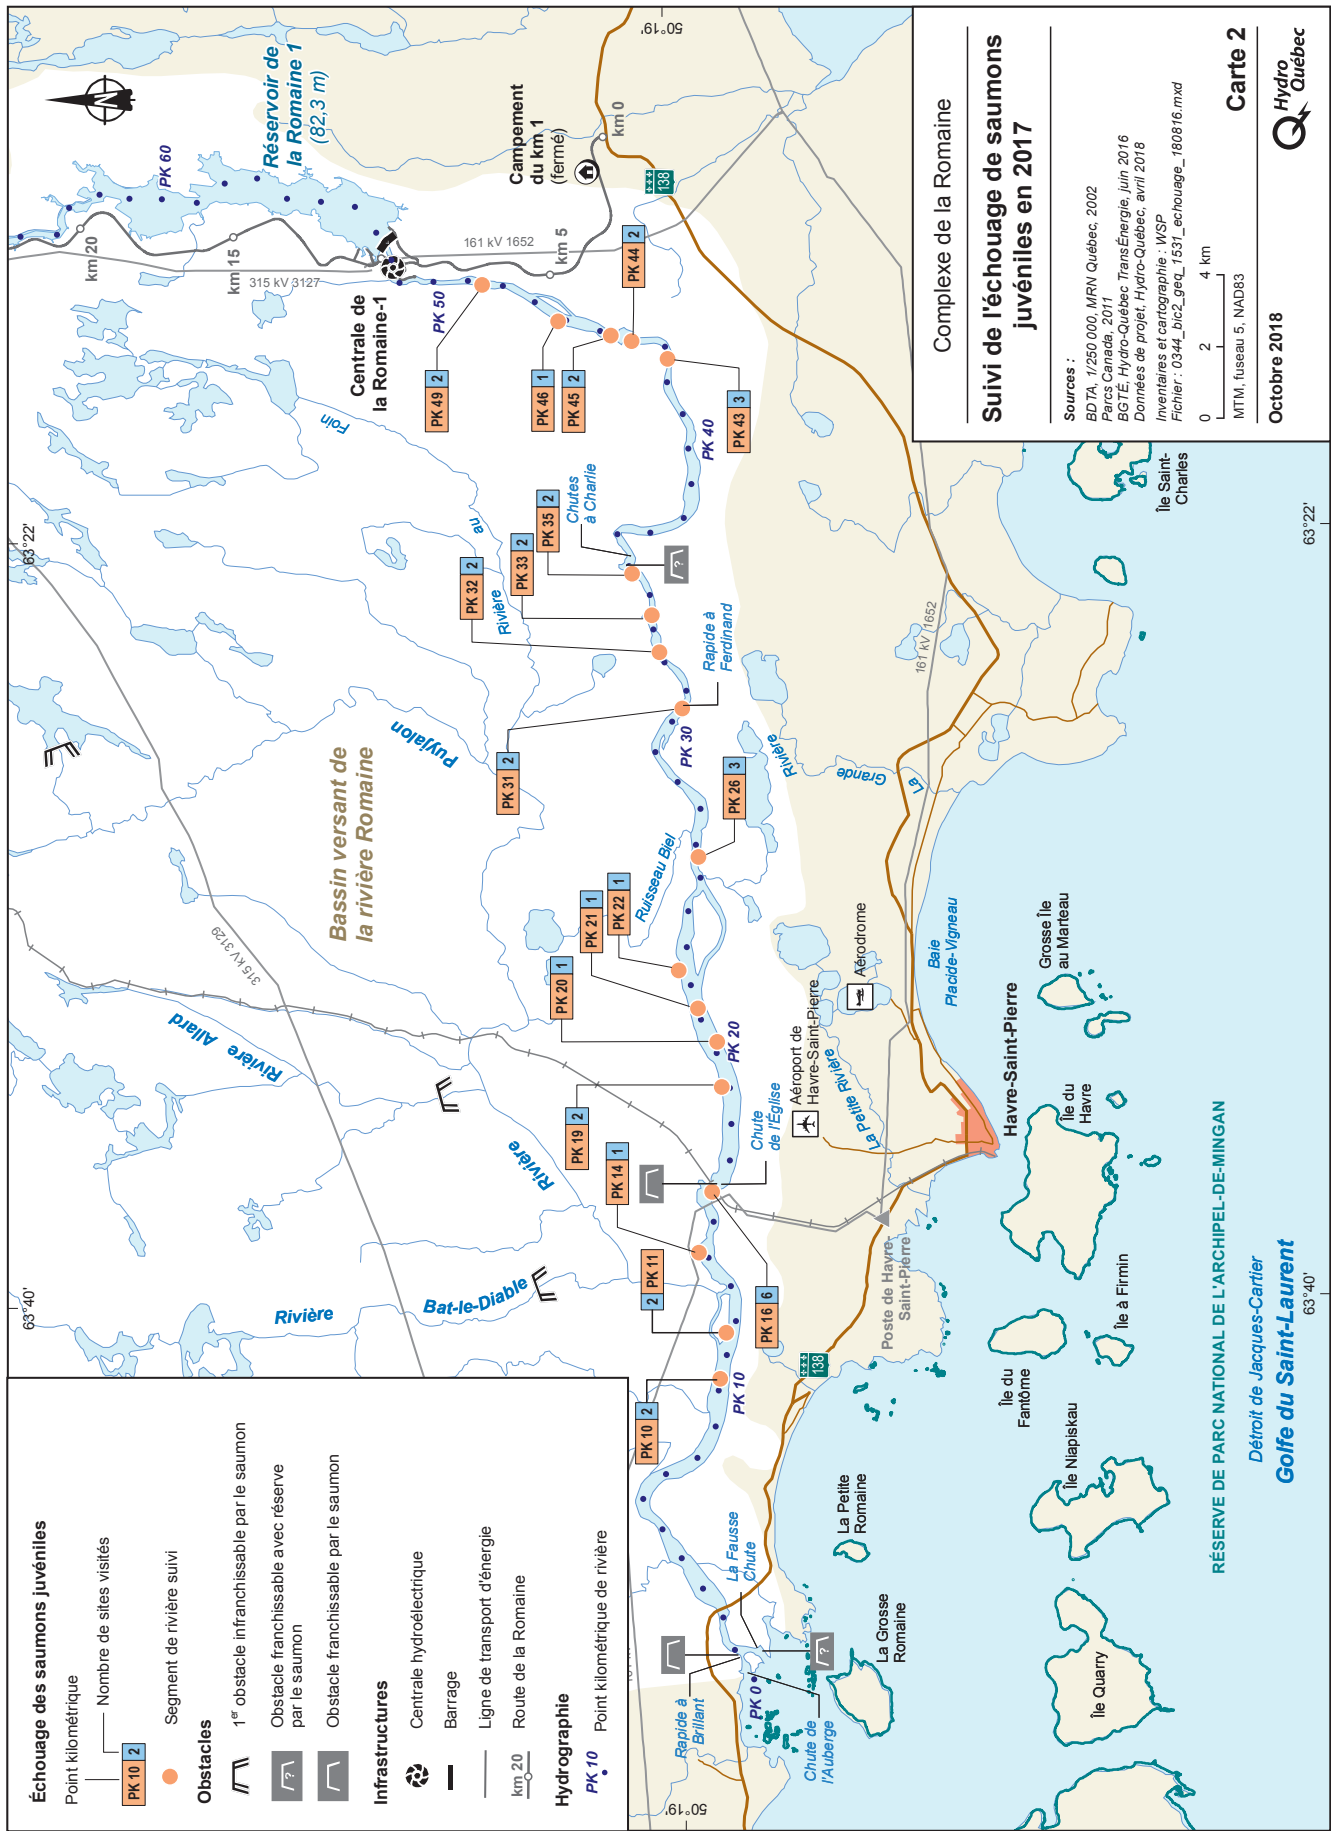 Complexe de la Romaine
Suivi de l'échouage de saumons
juvéniles en 2017
Sources :
BDTA, 1/250 000, MRN Québec, 2002
Parcs Canada, 2011
BGTÉ, Hydro-Québec TransÉnergie, juin 2016
Données de projet, Hydro-Québec, avril 2018
Inventaires et cartographie : WSP
Fichier : 0344_bic2_geq_1531_echouage_180816.mxd
0 2 4 km
MTM, fuseau 5, NAD83
Octobre 2018
Carte 2
Hydro
Québec
Échouage des saumons juvéniles
Point kilométrique
Nombre de sites visités
PK 10 2
Segment de rivière suivi
Obstacles
1er obstacle infranchissable par le saumon
?
Obstacle franchissable avec réserve
par le saumon
Obstacle franchissable par le saumon
Infrastructures
Centrale hydroélectrique
Barrage
Ligne de transport d'énergie
km 20
Route de la Romaine
Hydrographie
PK 10
Point kilométrique de rivière
63°40'
63°22'
50°19'
50°19'
63°40'
63°22'
N
Réservoir de
la Romaine 1
(82,3 m)
PK 60
km 20
km 15
315 kV 3127
161 kV 1652
km 5
km 0
Campement
du km 1
(fermé)
138
Centrale de
la Romaine-1
PK 50
PK 49 2
PK 46 1
PK 45 2
PK 44 2
PK 43 3
PK 40
Chutes
à Charlie
?
PK 35 2
PK 33 2
PK 32 2
Rivière
au
Foin
Rapide à
Ferdinand
PK 31 2
PK 30
Puyjalon
Bassin versant de
la rivière Romaine
PK 26 3
Ruisseau Biel
PK 22 1
PK 21 1
PK 20 1
PK 20
PK 19 2
Chute
de l'Église
PK 16 6
PK 14 1
2 PK 11
PK 10 2
PK 10
Rivière Allard
Rivière
315 kV 3129
Rivière
Bat-le-Diable
Rivière
Grande
La
161 kV 1652
Aérodrome
Aéroport de
Havre-Saint-Pierre
La Petite Rivière
Baie
Placide-Vigneau
Havre-Saint-Pierre
Poste de Havre-
Saint-Pierre
138
La Fausse
Chute
Rapide à
Brillant
PK 0
Chute de
l'Auberge
?
La Petite
Romaine
La Grosse
Romaine
Île Quarry
Île Niapiskau
Île du
Fantôme
Île à Firmin
Île du
Havre
Grosse Île
au Marteau
Île Saint-
Charles
RÉSERVE DE PARC NATIONAL DE L'ARCHIPEL-DE-MINGAN
Détroit de Jacques-Cartier
Golfe du Saint-Laurent